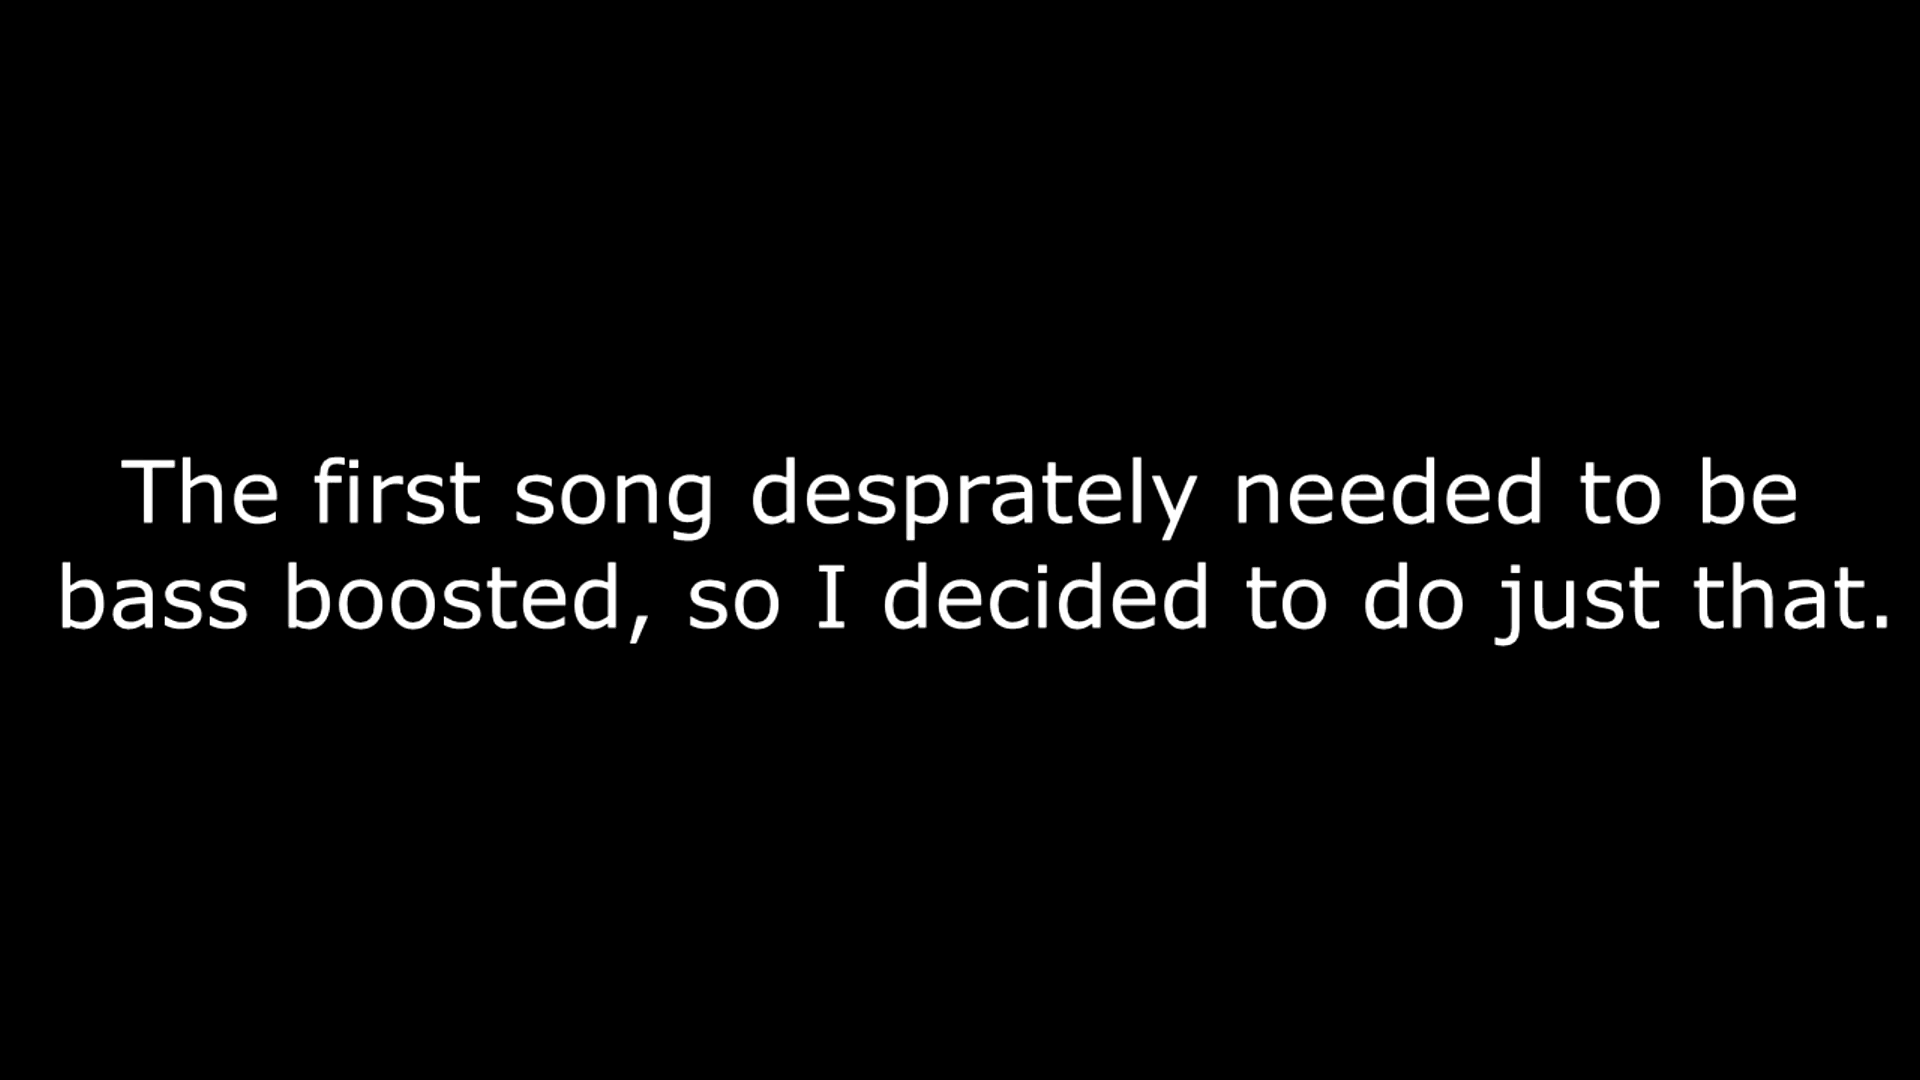 The first song desprately needed to be
bass boosted, so I decided to do just that.